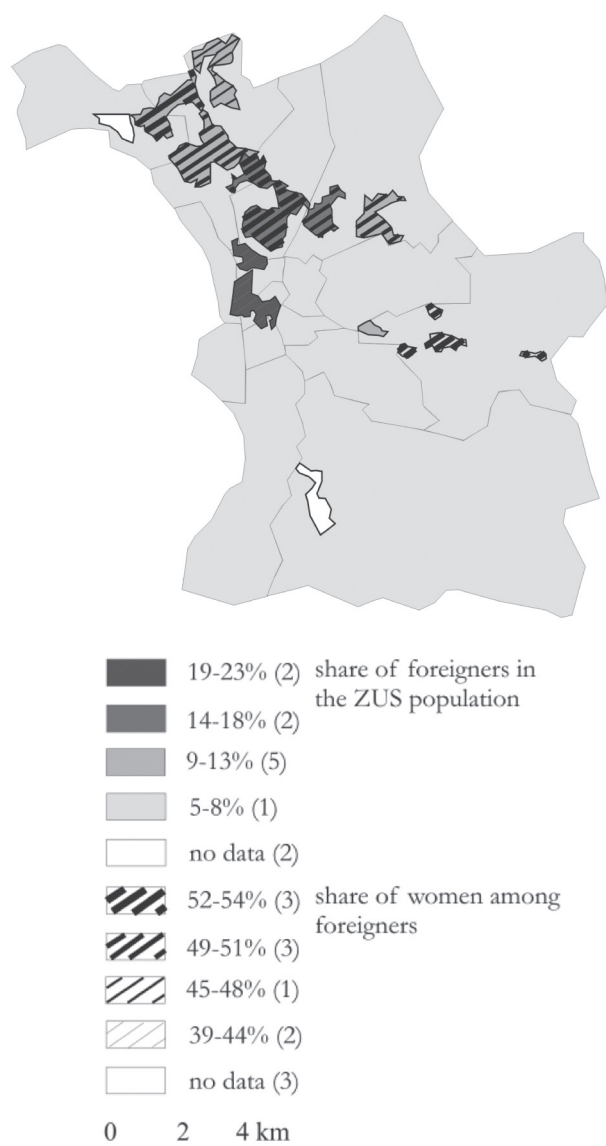 19-23% (2) share of foreigners in
the ZUS population
14-18% (2)
9-13% (5)
5-8% (1)
no data (2)
52-54% (3) share of women among
foreigners
49-51% (3)
45-48% (1)
39-44% (2)
no data (3)
0 2 4 km